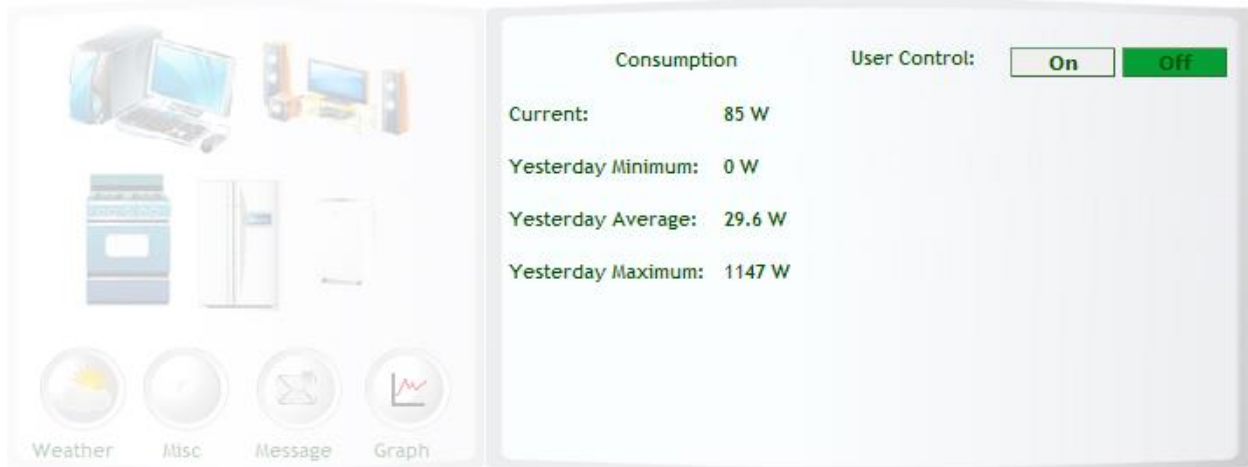 Consumption User Control: On Off
Current: 85 W
Yesterday Minimum: 0 W
Yesterday Average: 29.6 W
Yesterday Maximum: 1147 W
Weather Misc Message Graph